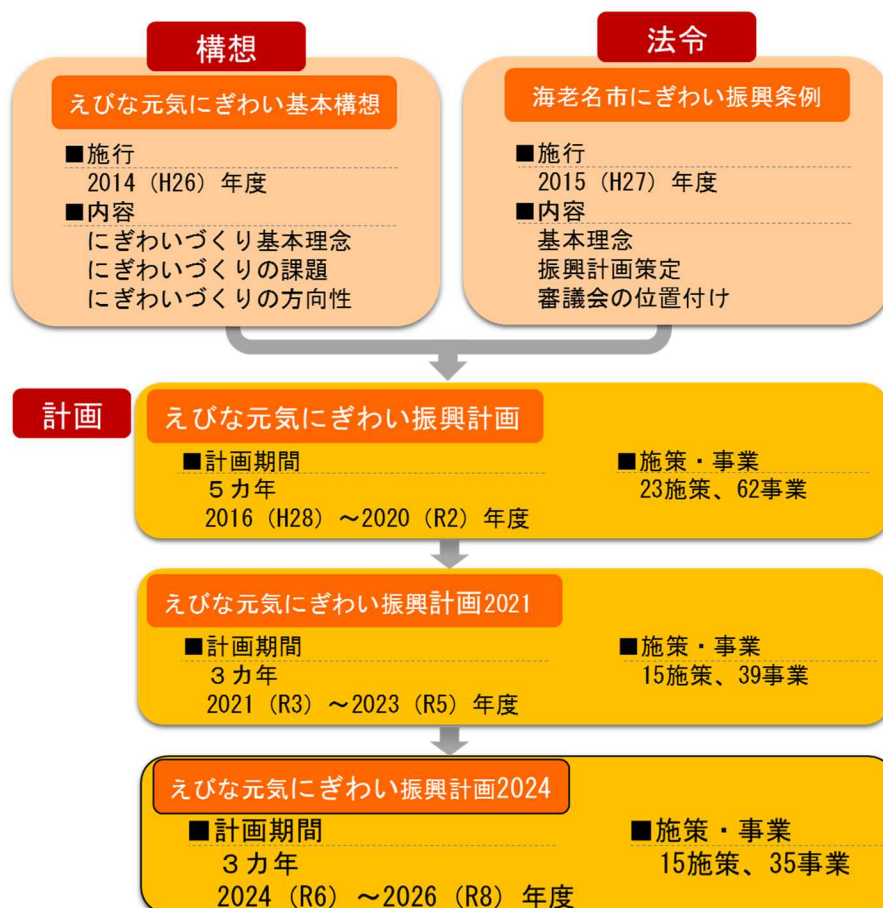 構想
えびな元気にぎわい基本構想
■施行
2014（H26）年度
■内容
にぎわいづくり基本理念
にぎわいづくりの課題
にぎわいづくりの方向性
法令
海老名市にぎわい振興条例
■施行
2015（H27）年度
■内容
基本理念
振興計画策定
審議会の位置付け
計画
えびな元気にぎわい振興計画
■計画期間
５カ年
2016（H28）～2020（R2）年度
■施策・事業
23施策、62事業
えびな元気にぎわい振興計画2021
■計画期間
３カ年
2021（R3）～2023（R5）年度
■施策・事業
15施策、39事業
えびな元気にぎわい振興計画2024
■計画期間
３カ年
2024（R6）～2026（R8）年度
■施策・事業
15施策、35事業